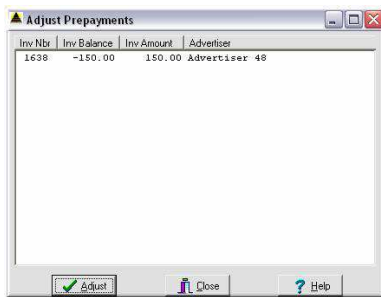 Adjust Prepayments
Inv Nbr Inv Balance Inv Amount Advertiser
1638 -150.00 150.00 Advertiser 48
Adjust Close Help